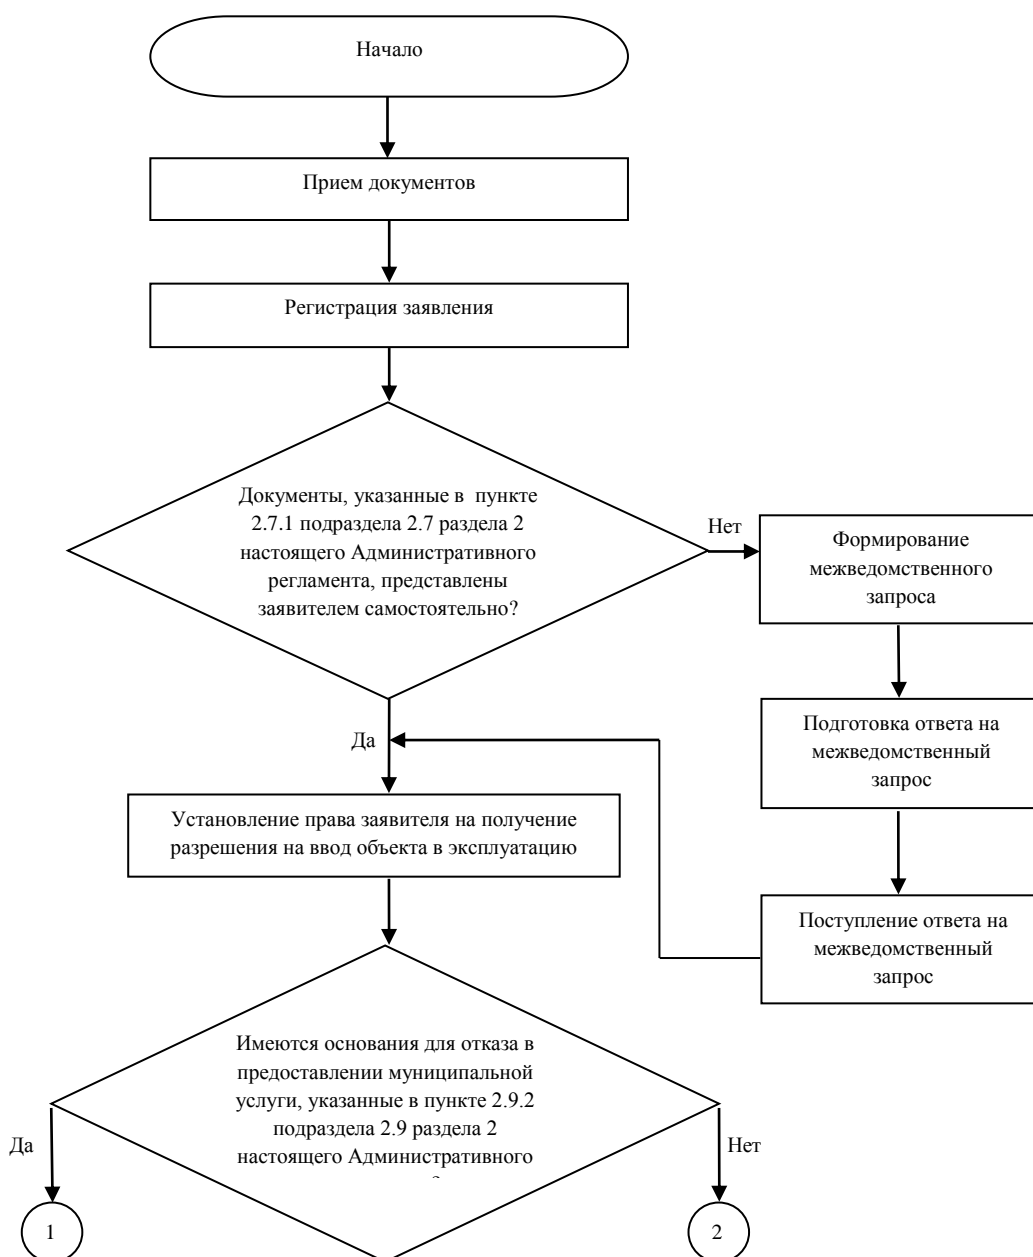 Начало
Прием документов
Регистрация заявления
Документы, указанные в пункте
2.7.1 подраздела 2.7 раздела 2
настоящего Административного
регламента, представлены
заявителем самостоятельно?
Нет
Формирование
межведомственного
запроса
Подготовка ответа на
межведомственный
запрос
Да
Установление права заявителя на получение
разрешения на ввод объекта в эксплуатацию
Поступление ответа на
межведомственный
запрос
Имеются основания для отказа в
предоставлении муниципальной
услуги, указанные в пункте 2.9.2
подраздела 2.9 раздела 2
настоящего Административного
Да
Нет
1
2